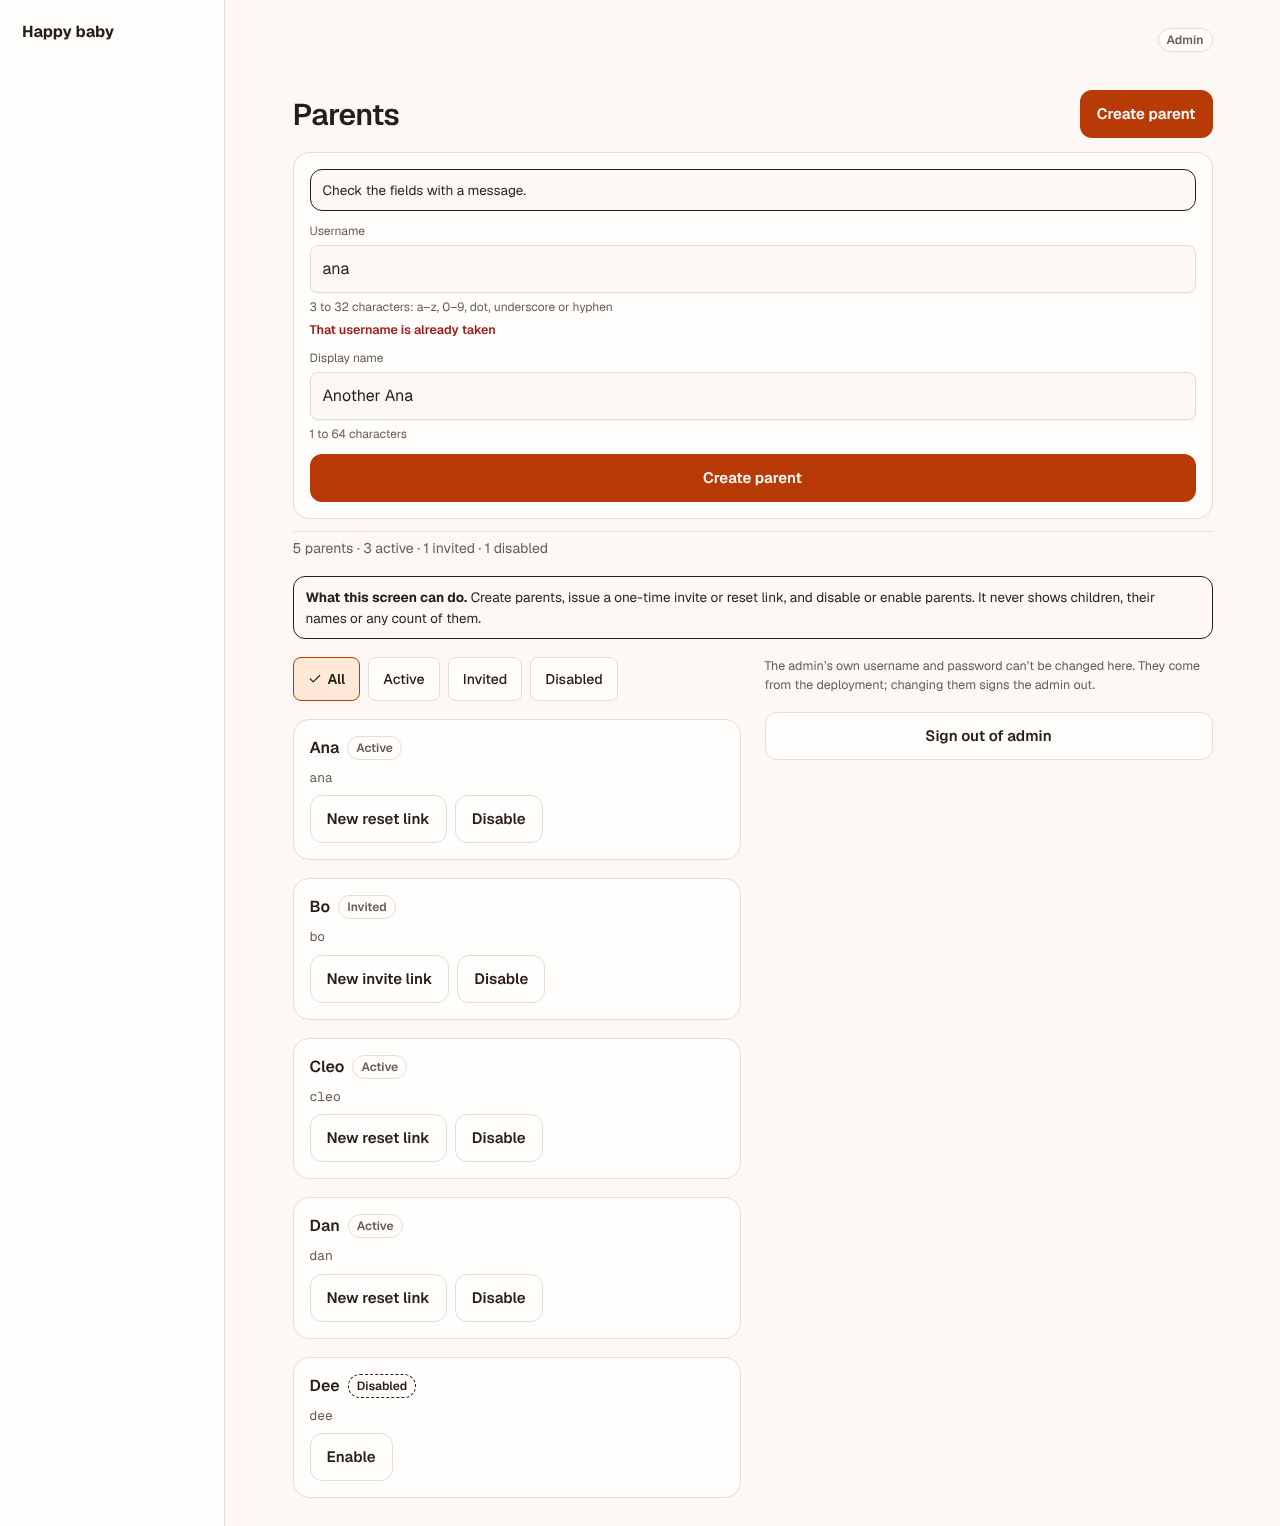 Happy baby
Admin
Parents
Create parent
Check the fields with a message.
Username
ana
3 to 32 characters: a–z, 0–9, dot, underscore or hyphen
That username is already taken
Display name
Another Ana
1 to 64 characters
Create parent
5 parents · 3 active · 1 invited · 1 disabled
What this screen can do. Create parents, issue a one-time invite or reset link, and disable or enable parents. It never shows children, their
names or any count of them.
All
Active
Invited
Disabled
The admin’s own username and password can’t be changed here. They come
from the deployment; changing them signs the admin out.
Sign out of admin
Ana Active
ana
New reset link Disable
Bo Invited
bo
New invite link Disable
Cleo Active
cleo
New reset link Disable
Dan Active
dan
New reset link Disable
Dee Disabled
dee
Enable